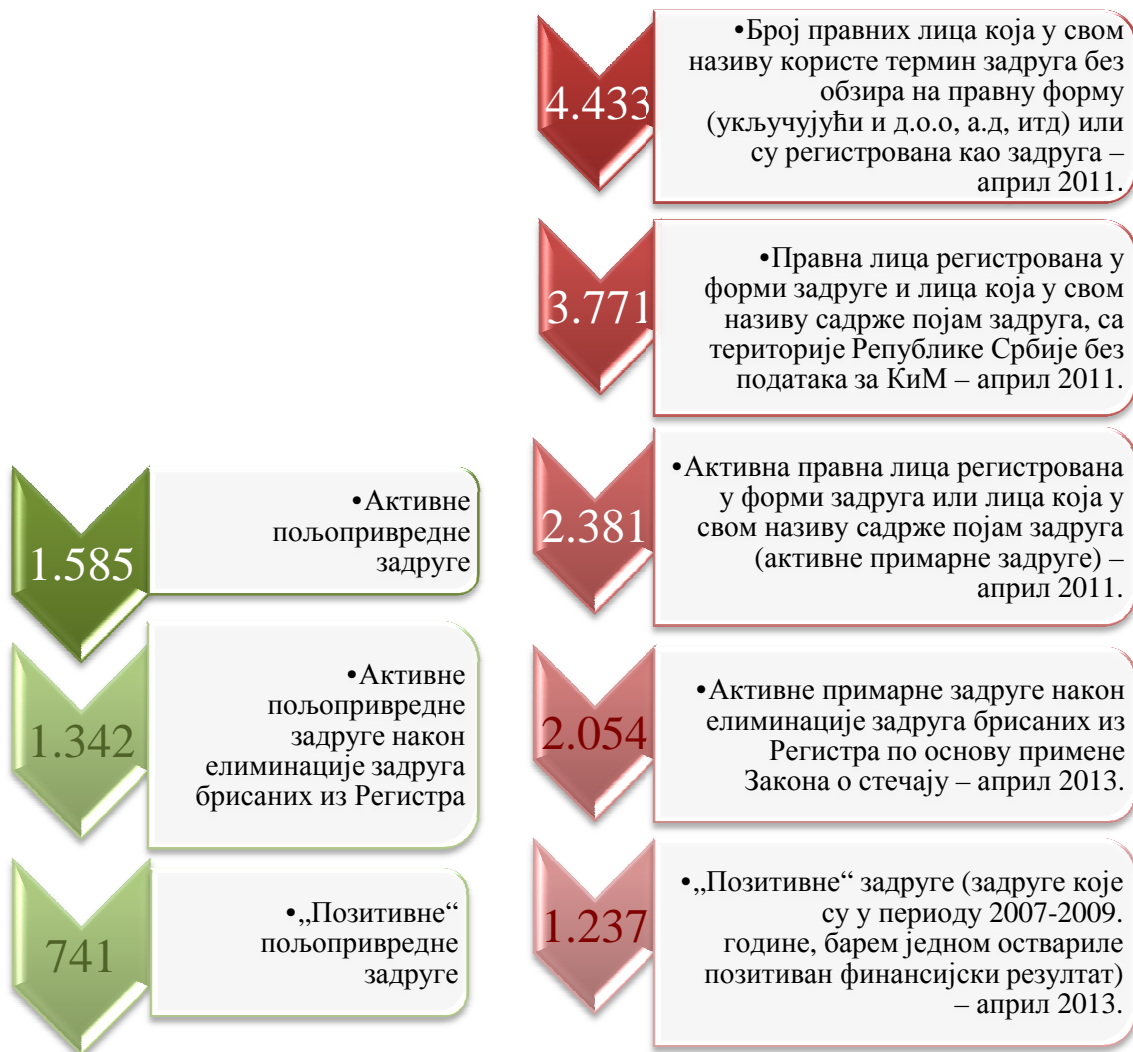 4.433
•Број правних лица која у свом
називу користе термин задруга без
обзира на правну форму
(укључујући и д.о.о, а.д, итд) или
су регистрована као задруга –
април 2011.
3.771
•Правна лица регистрована у
форми задруге и лица која у свом
називу садрже појам задруга, са
територије Републике Србије без
података за КиМ – април 2011.
2.381
•Активна правна лица регистрована
у форми задруга или лица која у
свом називу садрже појам задруга
(активне примарне задруге) –
април 2011.
2.054
•Активне примарне задруге након
елиминације задруга брисаних из
Регистра по основу примене
Закона о стечају – април 2013.
1.237
•„Позитивне“ задруге (задруге које
су у периоду 2007-2009.
године, барем једном оствариле
позитиван финансијски резултат)
– април 2013.
1.585
•Активне
пољопривредне
задруге
1.342
•Активне
пољопривредне
задруге након
елиминације задруга
брисаних из Регистра
741
•„Позитивне“
пољопривредне
задруге